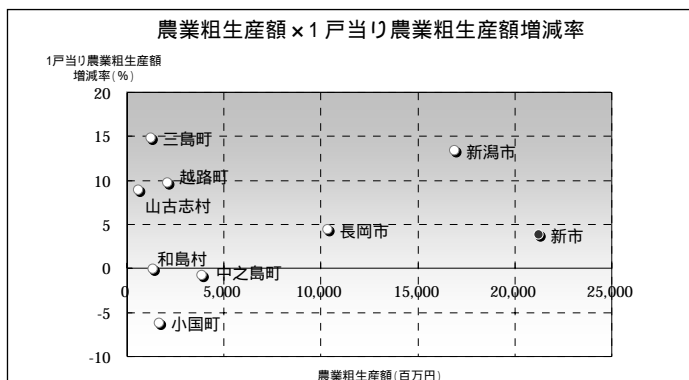 農業粗生産額×1戸当り農業粗生産額増減率
1戸当り農業粗生産額
増減率(%)
20
15
10
5
0
-5
-10
三島町
新潟市
越路町
山古志村
長岡市
新市
和島村
中之島町
小国町
0
5,000
10,000
15,000
20,000
25,000
農業粗生産額(百万円)